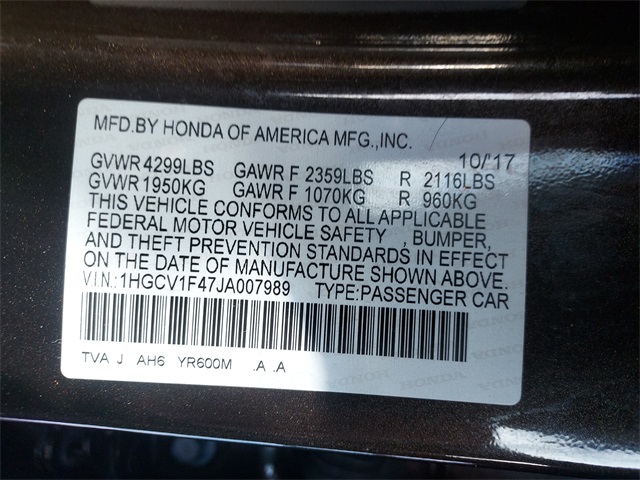 MFD.BY HONDA OF AMERICA MFG.,INC.
10/'17
GVWR 4299LBS GAWR F 2359LBS R 2116LBS
GVWR 1950KG GAWR F 1070KG R 960KG
THIS VEHICLE CONFORMS TO ALL APPLICABLE
FEDERAL MOTOR VEHICLE SAFETY , BUMPER,
AND THEFT PREVENTION STANDARDS IN EFFECT
ON THE DATE OF MANUFACTURE SHOWN ABOVE.
V.I.N.:1HGCV1F47JA007989 TYPE:PASSENGER CAR
TVA J AH6 YR600M .A .A